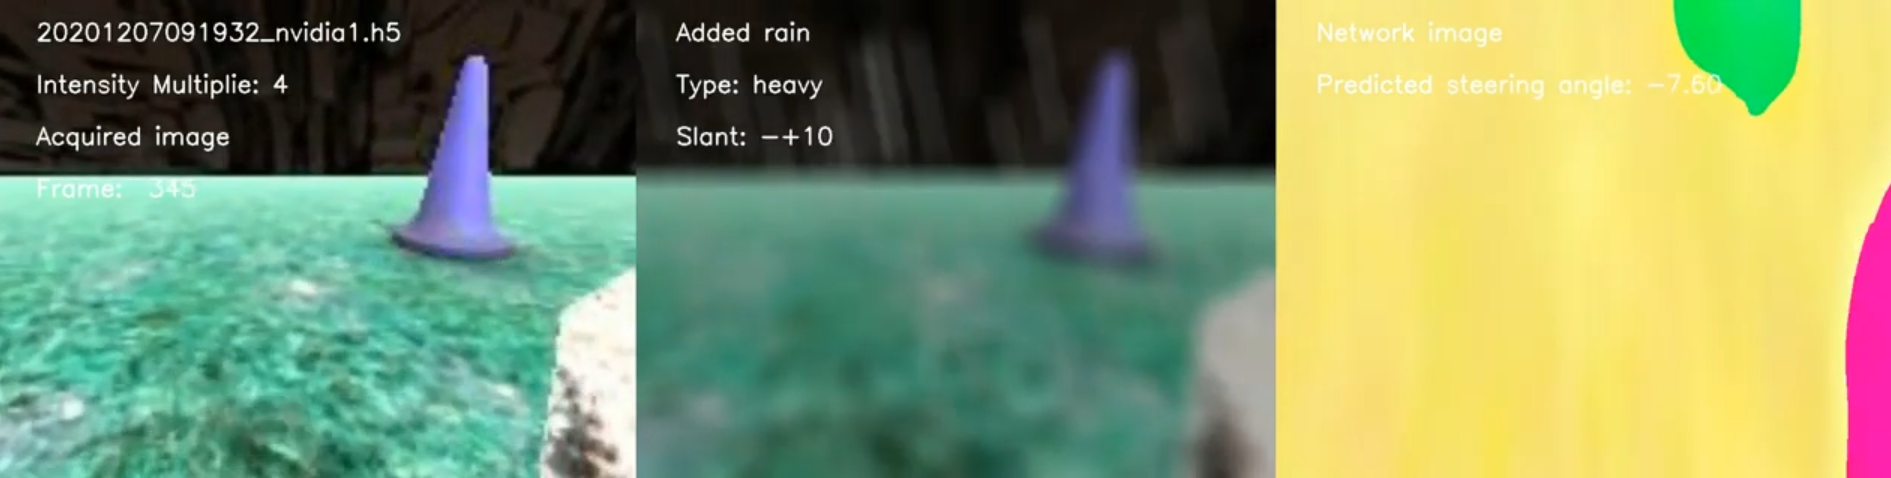 20201207091932_nvidia1.h5
Intensity Multiplie: 4
Acquired image
Frame: 345
Added rain
Type: heavy
Slant: -+10
Network image
Predicted steering angle: -7.60